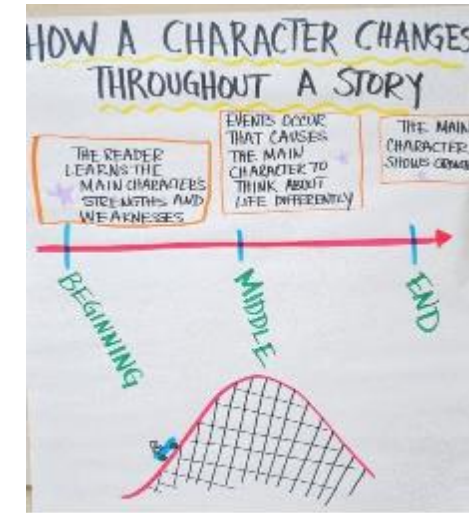 HOW A CHARACTER CHANGES
THROUGHOUT A STORY
THE READER
LEARNS THE
MAIN CHARACTER'S
STRENGTHS AND
WEAKNESSES
EVENTS OCCUR
THAT CAUSES
THE MAIN
CHARACTER TO
THINK ABOUT
LIFE DIFFERENTLY
THE MAIN
CHARACTER
SHOWS
BEGINNING
MIDDLE
END